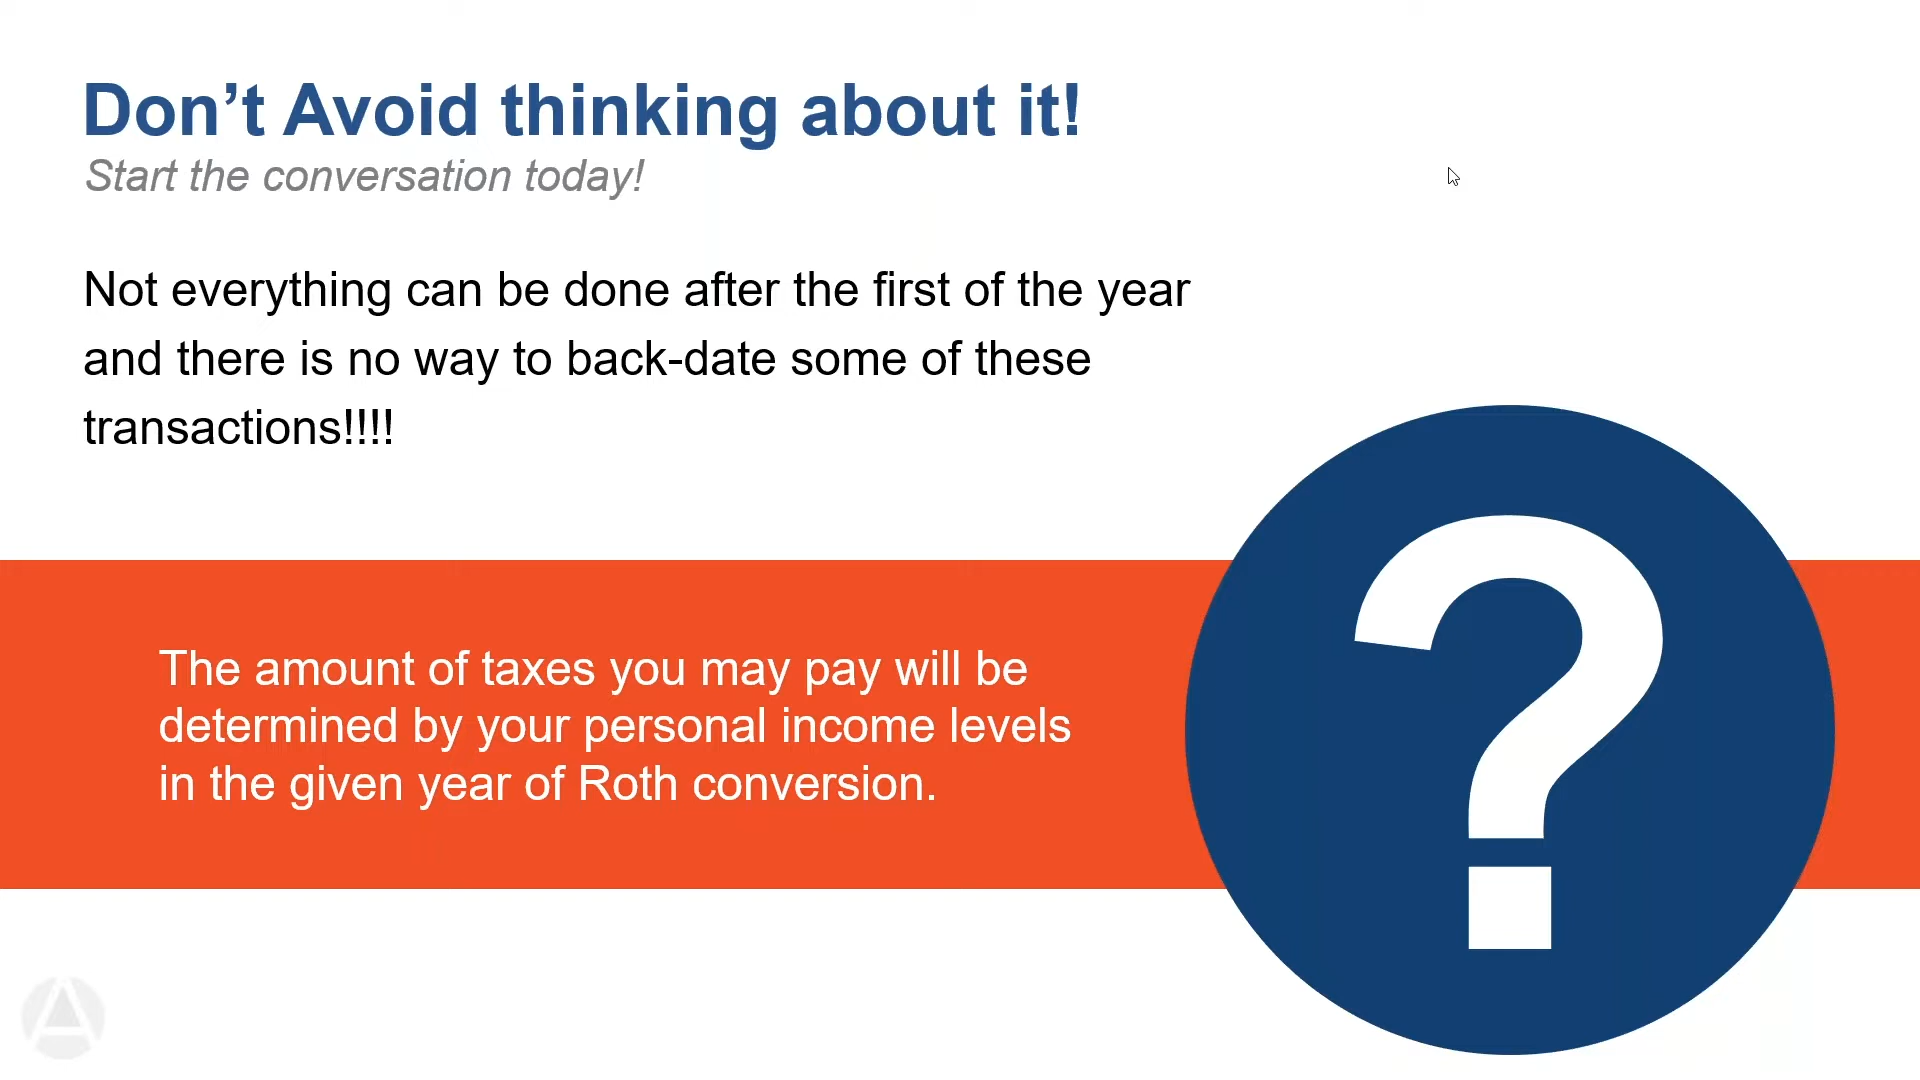 Don’t Avoid thinking about it!
Start the conversation today!
Not everything can be done after the first of the year
and there is no way to back-date some of these
transactions!!!!
The amount of taxes you may pay will be
determined by your personal income levels
in the given year of Roth conversion.
?